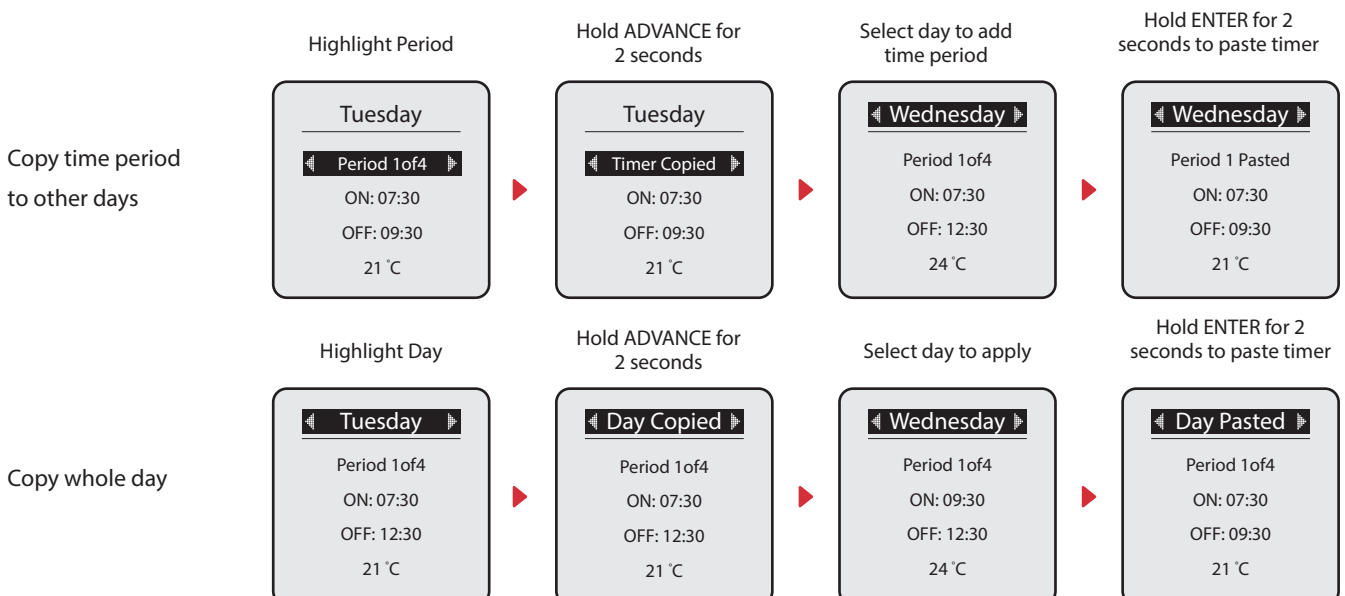 Highlight Period
Hold ADVANCE for
2 seconds
Select day to add
time period
Hold ENTER for 2
seconds to paste timer
Copy time period
to other days
Tuesday
Period 1of4
ON: 07:30
OFF: 09:30
21 °C
Tuesday
Timer Copied
ON: 07:30
OFF: 09:30
21 °C
Wednesday
Period 1of4
ON: 07:30
OFF: 12:30
24 °C
Wednesday
Period 1 Pasted
ON: 07:30
OFF: 09:30
21 °C
Highlight Day
Hold ADVANCE for
2 seconds
Select day to apply
Hold ENTER for 2
seconds to paste timer
Copy whole day
Tuesday
Period 1of4
ON: 07:30
OFF: 12:30
21 °C
Day Copied
Period 1of4
ON: 07:30
OFF: 12:30
21 °C
Wednesday
Period 1of4
ON: 09:30
OFF: 12:30
24 °C
Day Pasted
Period 1of4
ON: 07:30
OFF: 09:30
21 °C